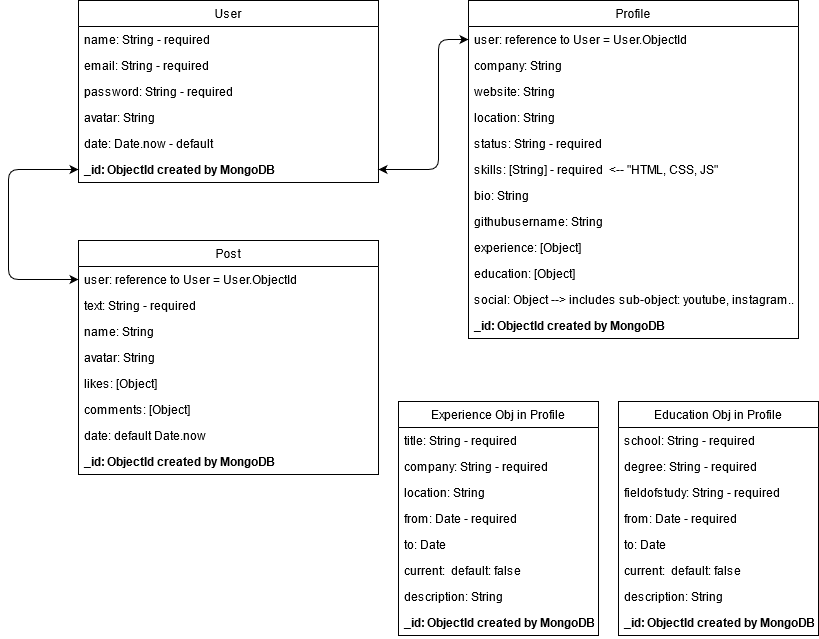 User
name: String - required
email: String - required
password: String - required
avatar: String
date: Date.now - default
_id: ObjectId created by MongoDB
Profile
user: reference to User = User.ObjectId
company: String
website: String
location: String
status: String - required
skills: [String] - required  <-- "HTML, CSS, JS"
bio: String
githubusername: String
experience: [Object]
education: [Object]
social: Object --> includes sub-object: youtube, instagram..
_id: ObjectId created by MongoDB
Post
user: reference to User = User.ObjectId
text: String - required
name: String
avatar: String
likes: [Object]
comments: [Object]
date: default Date.now
_id: ObjectId created by MongoDB
Experience Obj in Profile
title: String - required
company: String - required
location: String
from: Date - required
to: Date
current:  default: false
description: String
_id: ObjectId created by MongoDB
Education Obj in Profile
school: String - required
degree: String - required
fieldofstudy: String - required
from: Date - required
to: Date
current:  default: false
description: String
_id: ObjectId created by MongoDB